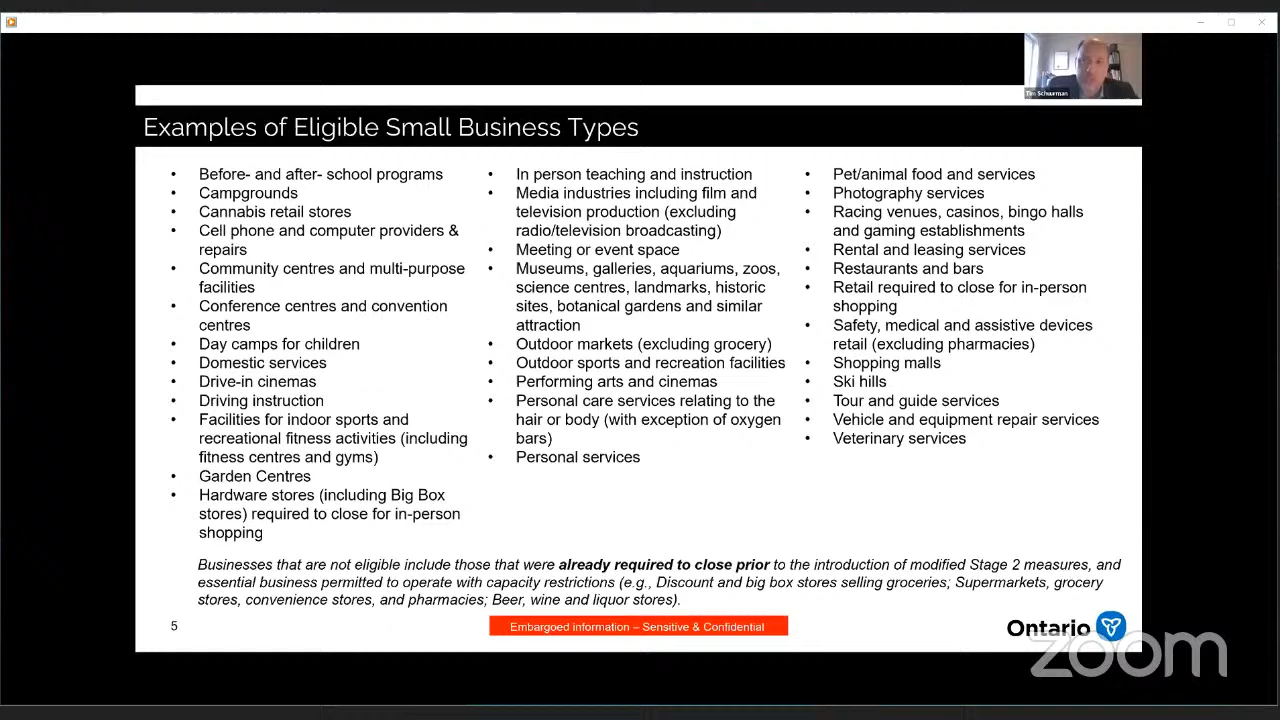 Tim Schuurman
Examples of Eligible Small Business Types
• Before- and after- school programs
• Campgrounds
• Cannabis retail stores
• Cell phone and computer providers &
repairs
• Community centres and multi-purpose
facilities
• Conference centres and convention
centres
• Day camps for children
• Domestic services
• Drive-in cinemas
• Driving instruction
• Facilities for indoor sports and
recreational fitness activities (including
fitness centres and gyms)
• Garden Centres
• Hardware stores (including Big Box
stores) required to close for in-person
shopping
• In person teaching and instruction
• Media industries including film and
television production (excluding
radio/television broadcasting)
• Meeting or event space
• Museums, galleries, aquariums, zoos,
science centres, landmarks, historic
sites, botanical gardens and similar
attraction
• Outdoor markets (excluding grocery)
• Outdoor sports and recreation facilities
• Performing arts and cinemas
• Personal care services relating to the
hair or body (with exception of oxygen
bars)
• Personal services
• Pet/animal food and services
• Photography services
• Racing venues, casinos, bingo halls
and gaming establishments
• Rental and leasing services
• Restaurants and bars
• Retail required to close for in-person
shopping
• Safety, medical and assistive devices
retail (excluding pharmacies)
• Shopping malls
• Ski hills
• Tour and guide services
• Vehicle and equipment repair services
• Veterinary services
Businesses that are not eligible include those that were already required to close prior to the introduction of modified Stage 2 measures, and
essential business permitted to operate with capacity restrictions (e.g., Discount and big box stores selling groceries; Supermarkets, grocery
stores, convenience stores, and pharmacies; Beer, wine and liquor stores).
5
Embargoed information – Sensitive & Confidential
Ontario
zoom